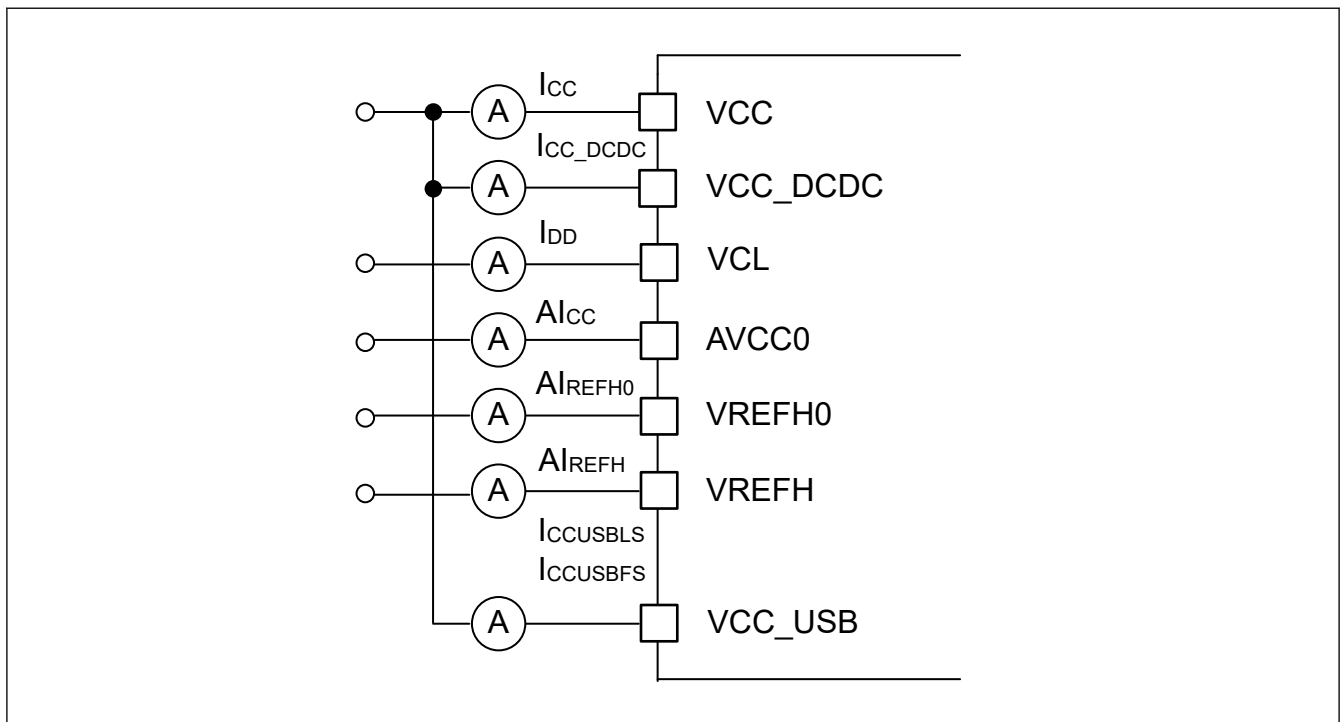 A ICC VCC
A ICC_DCDC VCC_DCDC
A IDD VCL
A AICC AVCC0
A AIREFH0 VREFH0
A AIREFH VREFH
ICCUSBLS
ICCUSBFS
A VCC_USB